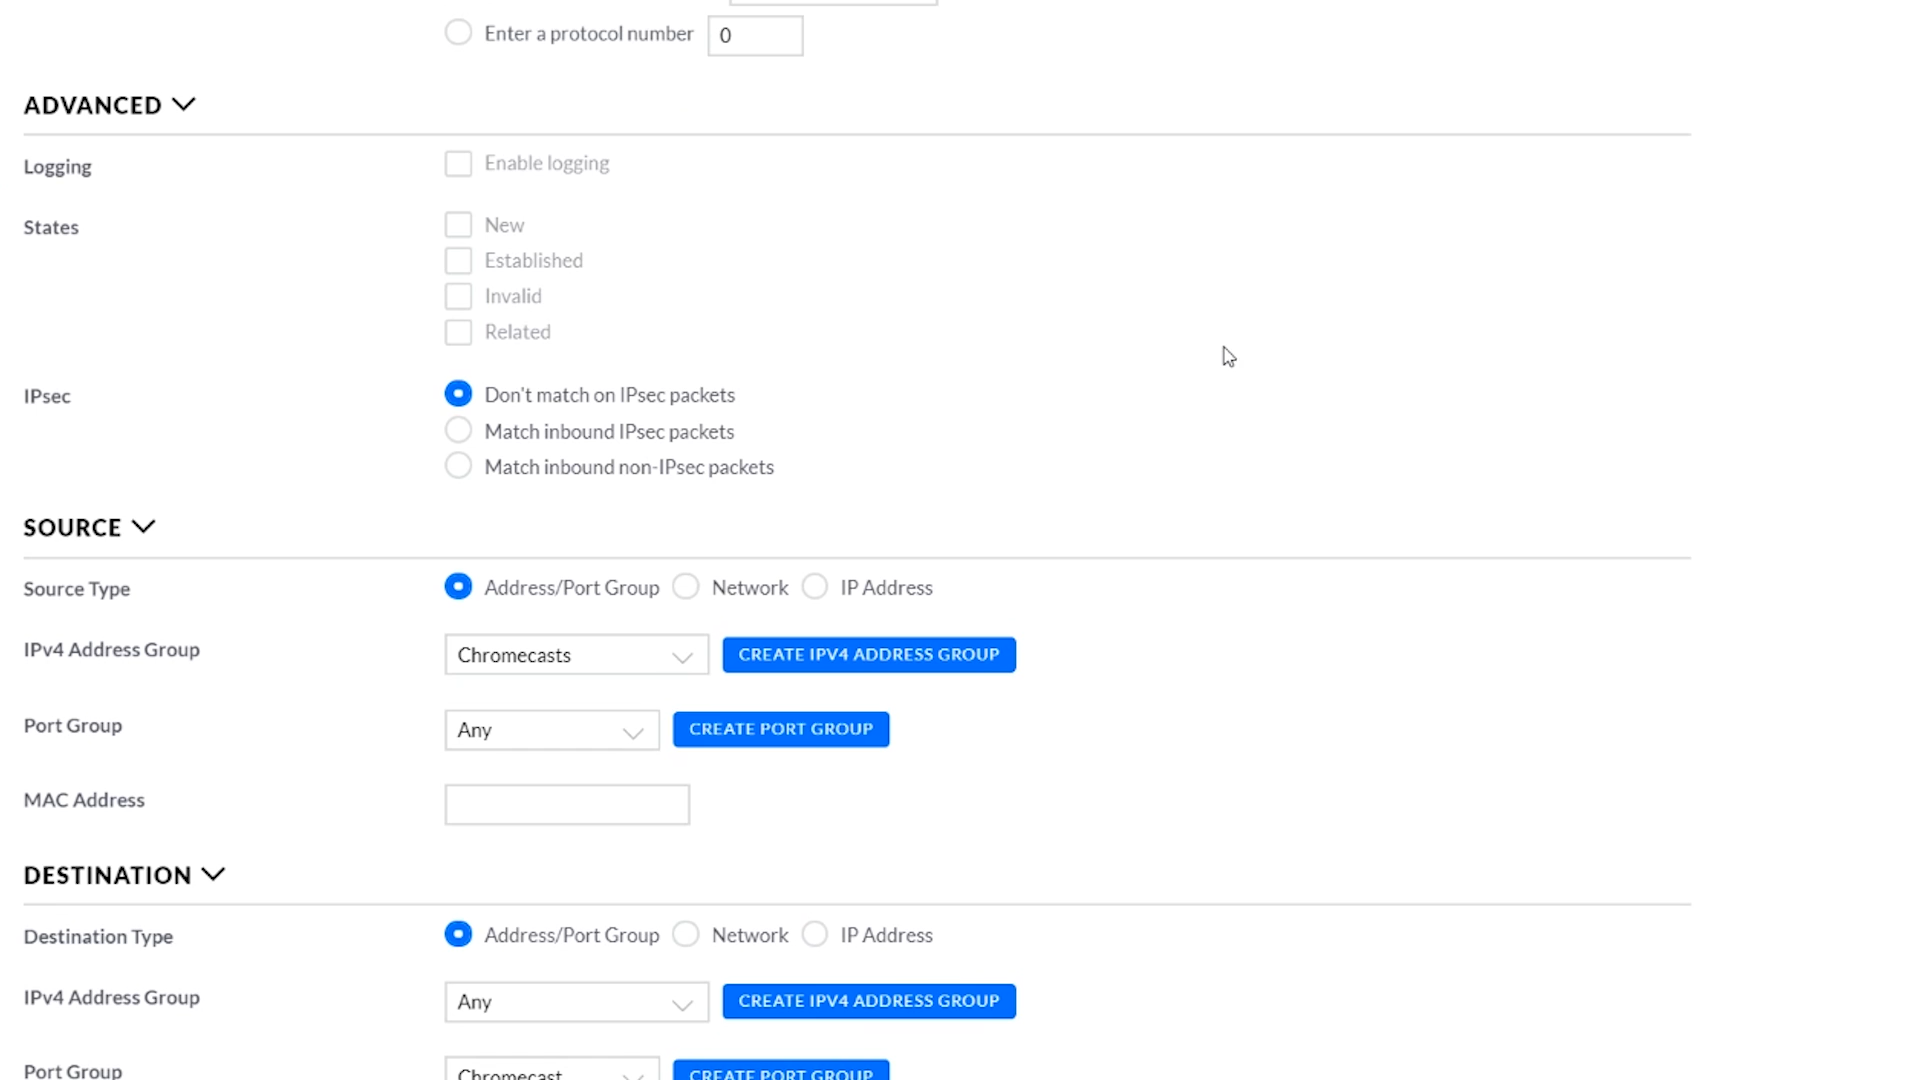 Enter a protocol number 0
ADVANCED
Logging Enable logging
States New
Established
Invalid
Related
IPsec Don't match on IPsec packets
Match inbound IPsec packets
Match inbound non-IPsec packets
SOURCE
Source Type Address/Port Group Network IP Address
IPv4 Address Group Chromecasts CREATE IPV4 ADDRESS GROUP
Port Group Any CREATE PORT GROUP
MAC Address
DESTINATION
Destination Type Address/Port Group Network IP Address
IPv4 Address Group Any CREATE IPV4 ADDRESS GROUP
Port Group Chromecast CREATE PORT GROUP